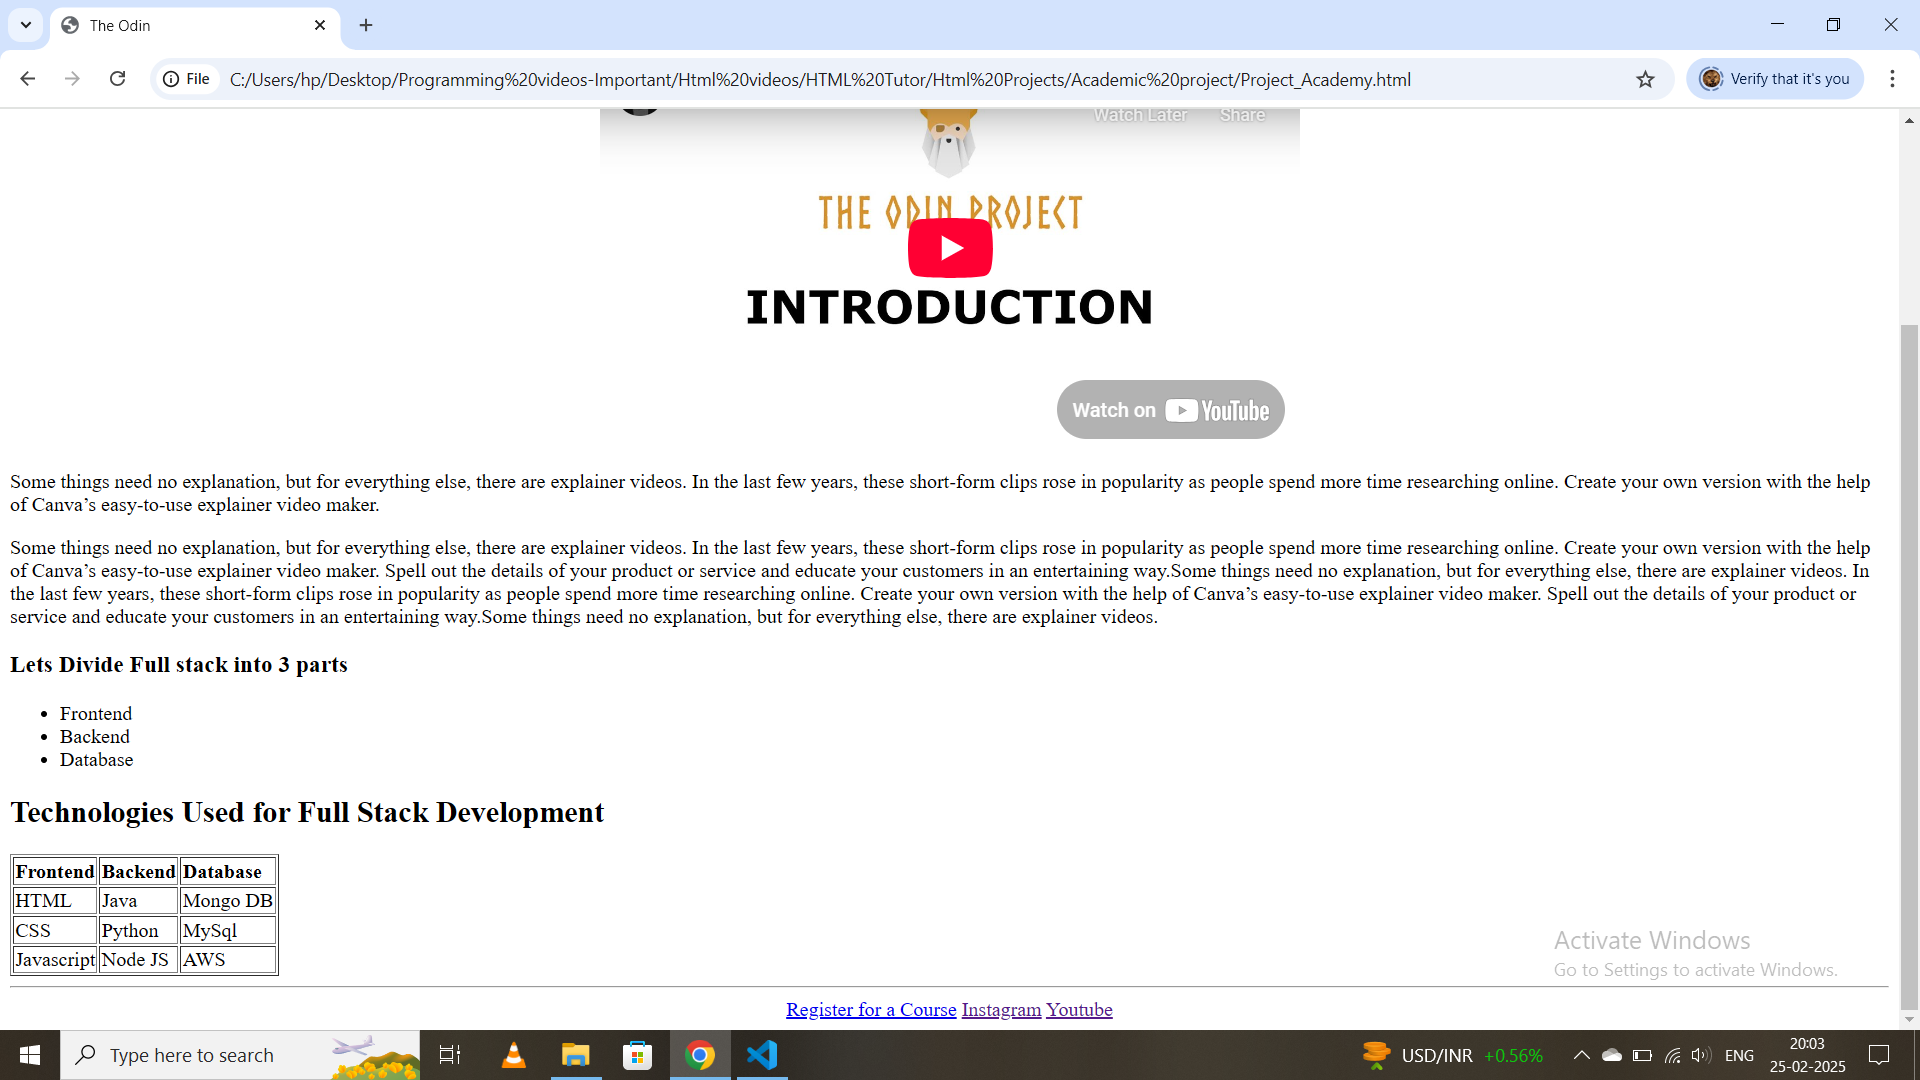 The Odin
File C:/Users/hp/Desktop/Programming%20videos-Important/Html%20videos/HTML%20Tutor/Html%20Projects/Academic%20project/Project_Academy.html Verify that it's you
Watch Later Share
THE ODIN PROJECT
INTRODUCTION
Watch on YouTube
Some things need no explanation, but for everything else, there are explainer videos. In the last few years, these short-form clips rose in popularity as people spend more time researching online. Create your own version with the help
of Canva’s easy-to-use explainer video maker.
Some things need no explanation, but for everything else, there are explainer videos. In the last few years, these short-form clips rose in popularity as people spend more time researching online. Create your own version with the help
of Canva’s easy-to-use explainer video maker. Spell out the details of your product or service and educate your customers in an entertaining way.Some things need no explanation, but for everything else, there are explainer videos. In
the last few years, these short-form clips rose in popularity as people spend more time researching online. Create your own version with the help of Canva’s easy-to-use explainer video maker. Spell out the details of your product or
service and educate your customers in an entertaining way.Some things need no explanation, but for everything else, there are explainer videos.
Lets Divide Full stack into 3 parts
• Frontend
• Backend
• Database
Technologies Used for Full Stack Development
Frontend Backend Database
HTML Java Mongo DB
CSS Python MySql
Javascript Node JS AWS
Activate Windows
Go to Settings to activate Windows.
Register for a Course Instagram Youtube
Type here to search
USD/INR +0.56%
ENG
20:03
25-02-2025